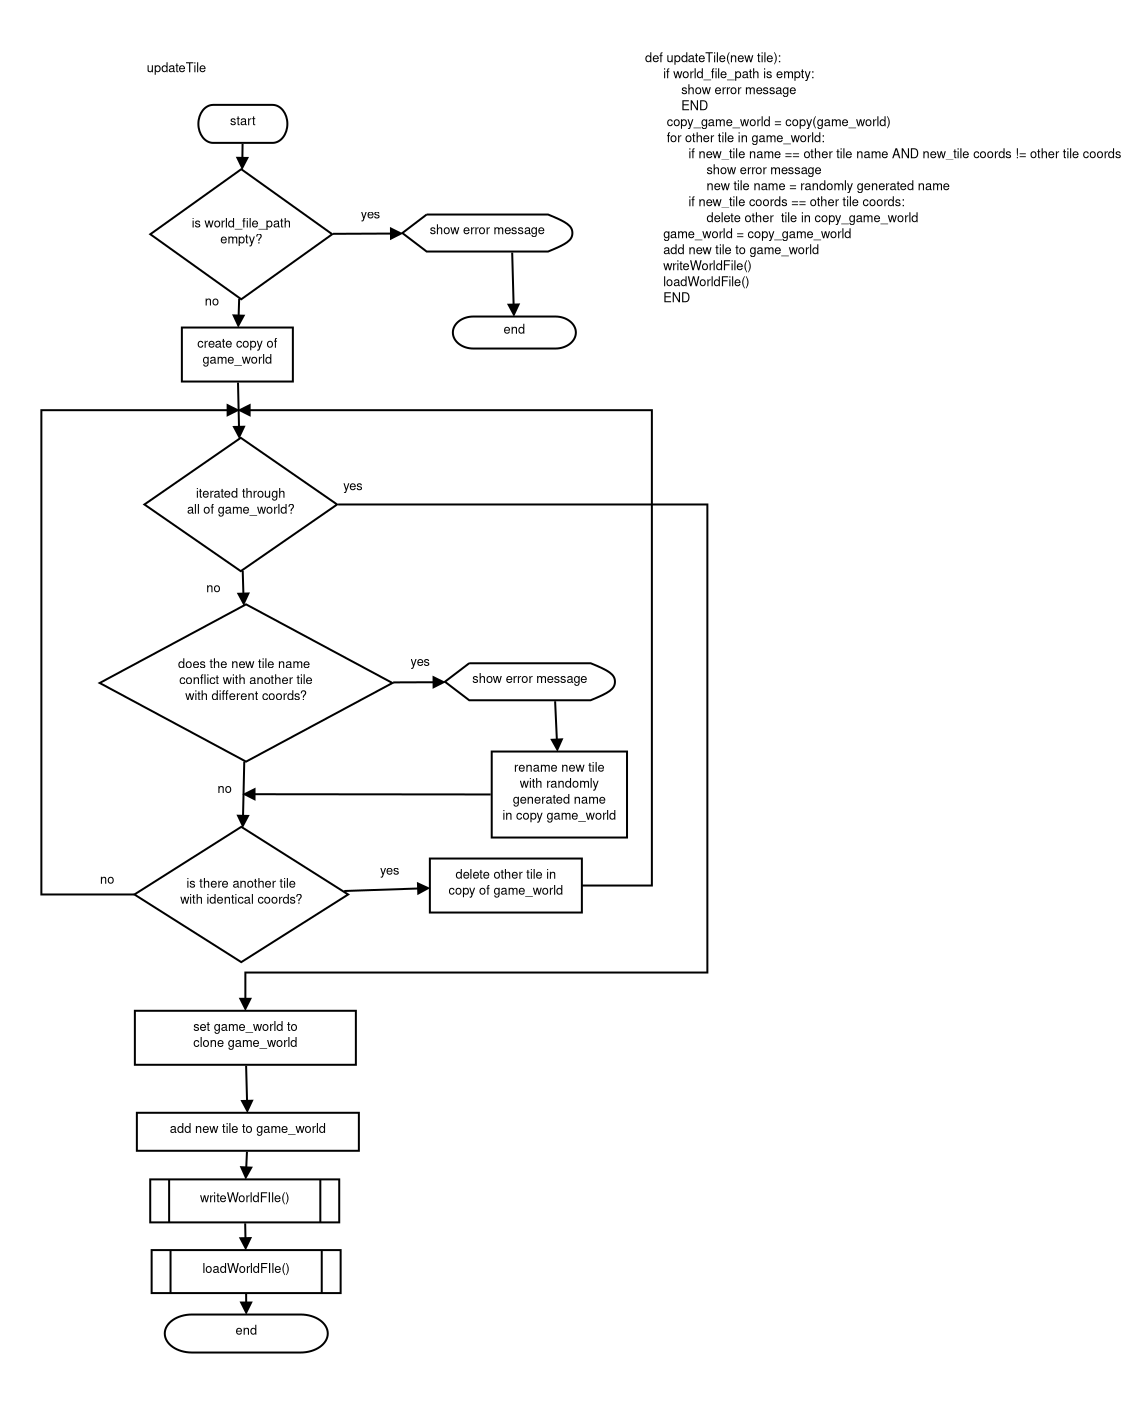 updateTile
start
is world_file_path
empty?
yes
show error message
end
no
create copy of
game_world
iterated through
all of game_world?
yes
no
does the new tile name
conflict with another tile
with different coords?
yes
show error message
rename new tile
with randomly
generated name
in copy game_world
no
is there another tile
with identical coords?
no
yes
delete other tile in
copy of game_world
set game_world to
clone game_world
add new tile to game_world
writeWorldFIle()
loadWorldFIle()
end
def updateTile(new tile):
if world_file_path is empty:
show error message
END
copy_game_world = copy(game_world)
for other tile in game_world:
if new_tile name == other tile name AND new_tile coords != other tile coords
show error message
new tile name = randomly generated name
if new_tile coords == other tile coords:
delete other  tile in copy_game_world
game_world = copy_game_world
add new tile to game_world
writeWorldFile()
loadWorldFile()
END